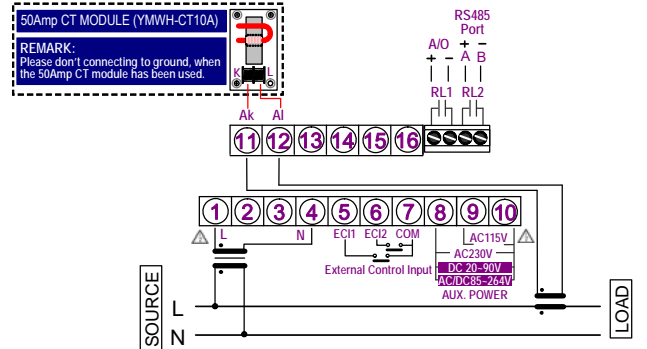 50Amp CT MODULE (YMWH-CT10A)
REMARK:
Please don't connecting to ground, when
the 50Amp CT module has been used.
K L
Ak Al
RS485
Port
A/O + -
+ - A B
RL1 RL2
11 12 13 14 15 16
1 2 3 4 5 6 7 8 9 10
L N ECI1 ECI2 COM AC115V
AC230V
External Control Input DC 20~90V
AC/DC85~264V
AUX. POWER
SOURCE
L
N
LOAD